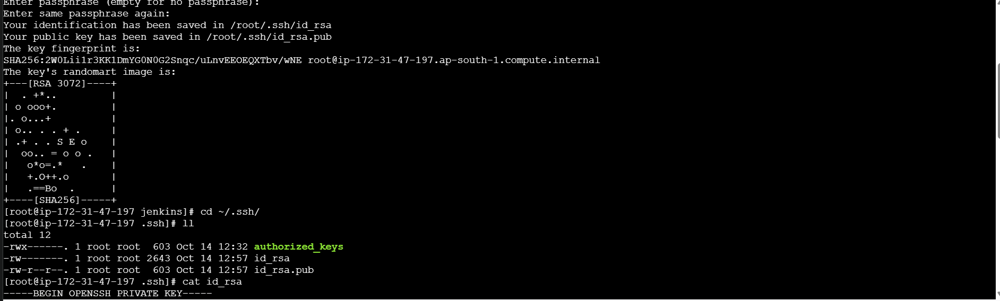 Enter passphrase (empty for no passphrase):
Enter same passphrase again:
Your identification has been saved in /root/.ssh/id_rsa
Your public key has been saved in /root/.ssh/id_rsa.pub
The key fingerprint is:
SHA256:2W0Lii1r3KK1DmYG0N0G2Snqc/uLnvEEOEQXTbv/wNE root@ip-172-31-47-197.ap-south-1.compute.internal
The key's randomart image is:
+---[RSA 3072]----+
|  . +*..         |
| o ooo+.         |
|. o...+          |
| o.. . . + .     |
| .+ . . S E o    |
|  oo.. = o o .   |
|   o*o=.*   .    |
|   +.O++.o       |
|   .==Bo  .      |
+----[SHA256]-----+
[root@ip-172-31-47-197 jenkins]# cd ~/.ssh/
[root@ip-172-31-47-197 .ssh]# ll
total 12
-rwx------. 1 root root  603 Oct 14 12:32 authorized_keys
-rw-------. 1 root root 2643 Oct 14 12:57 id_rsa
-rw-r--r--. 1 root root  603 Oct 14 12:57 id_rsa.pub
[root@ip-172-31-47-197 .ssh]# cat id_rsa
-----BEGIN OPENSSH PRIVATE KEY-----